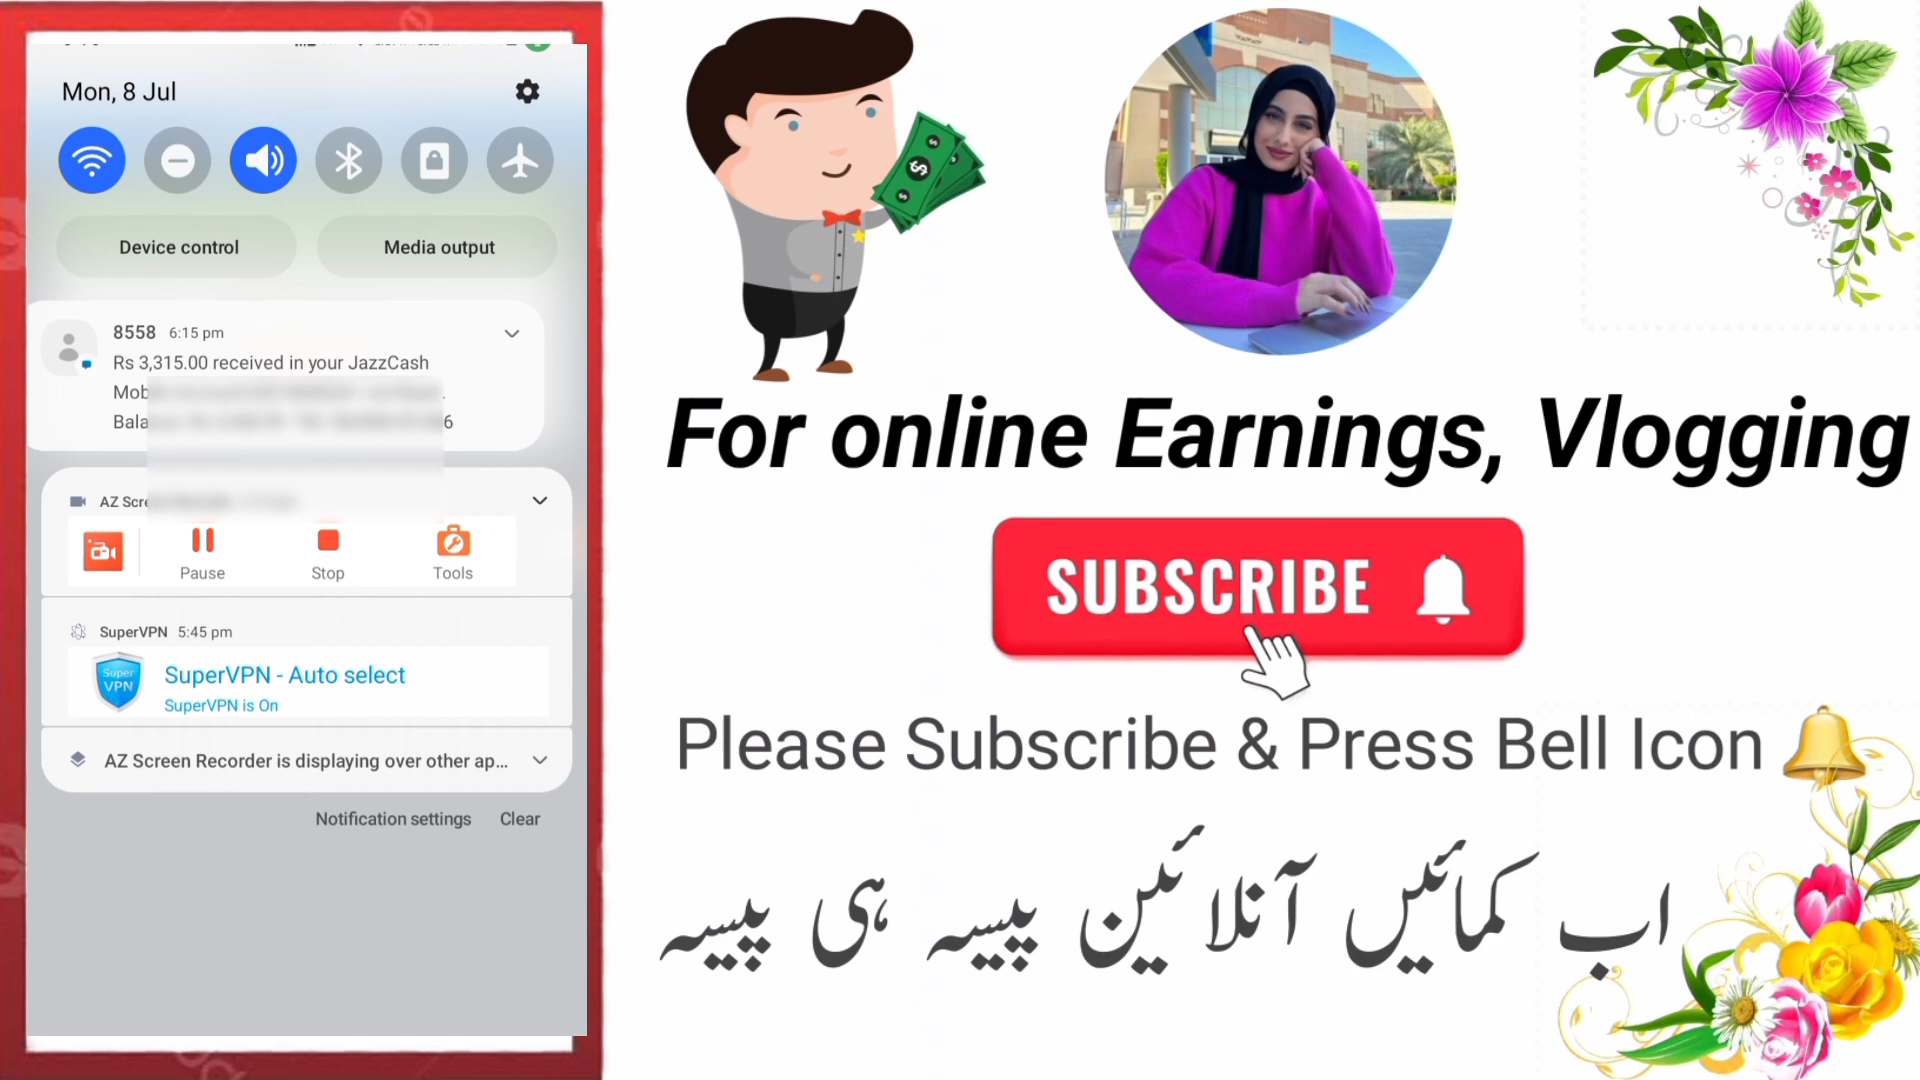 Mon, 8 Jul
Device control
Media output
8558 6:15 pm
Rs 3,315.00 received in your JazzCash
Mob
Bala 6
AZ Scre
Pause
Stop
Tools
SuperVPN 5:45 pm
Super VPN
SuperVPN - Auto select
SuperVPN is On
AZ Screen Recorder is displaying over other ap...
Notification settings
Clear
For online Earnings, Vlogging
SUBSCRIBE
Please Subscribe & Press Bell Icon 🔔
اب کمائیں آنلائین پیسہ ہی پیسہ